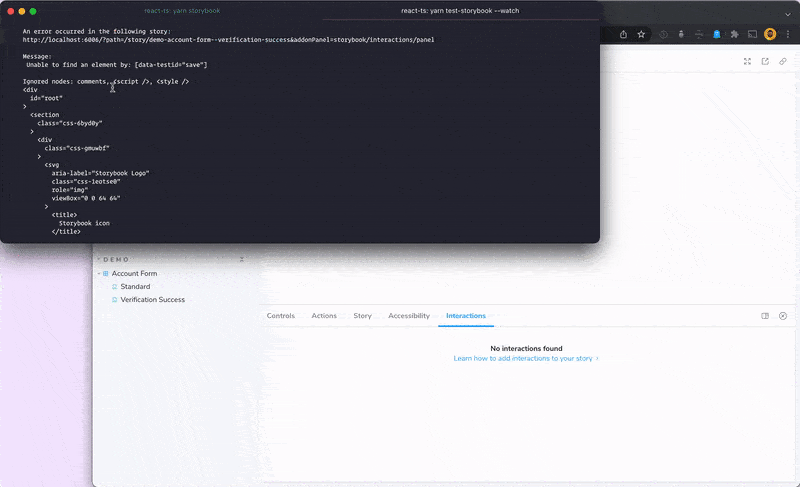 react-ts: yarn storybook
react-ts: yarn test-storybook --watch
An error occurred in the following story:
http://localhost:6006/?path=/story/demo-account-form--verification-success&addonPanel=storybook/interactions/panel
Message:
Unable to find an element by: [data-testid="save"]
Ignored nodes: comments, <script />, <style />
<div
id="root"
>
<section
class="css-6byd0y"
>
<div
class="css-gmuwbf"
>
<svg
aria-label="Storybook Logo"
class="css-1eotse0"
role="img"
viewBox="0 0 64 64"
>
<title>
Storybook icon
</title>
DEMO
Account Form
Standard
Verification Success
Controls
Actions
Story
Accessibility
Interactions
No interactions found
Learn how to add interactions to your story